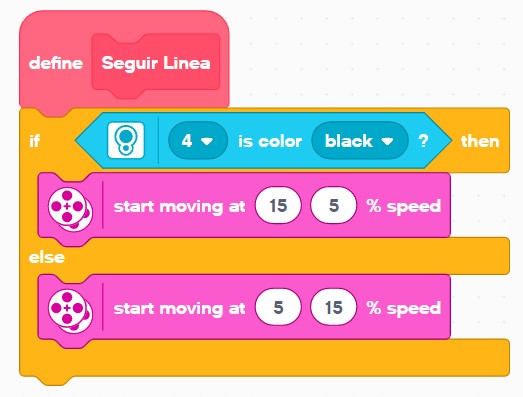 define Seguir Linea
if 4 is color black ? then
start moving at 15 5 % speed
else
start moving at 5 15 % speed